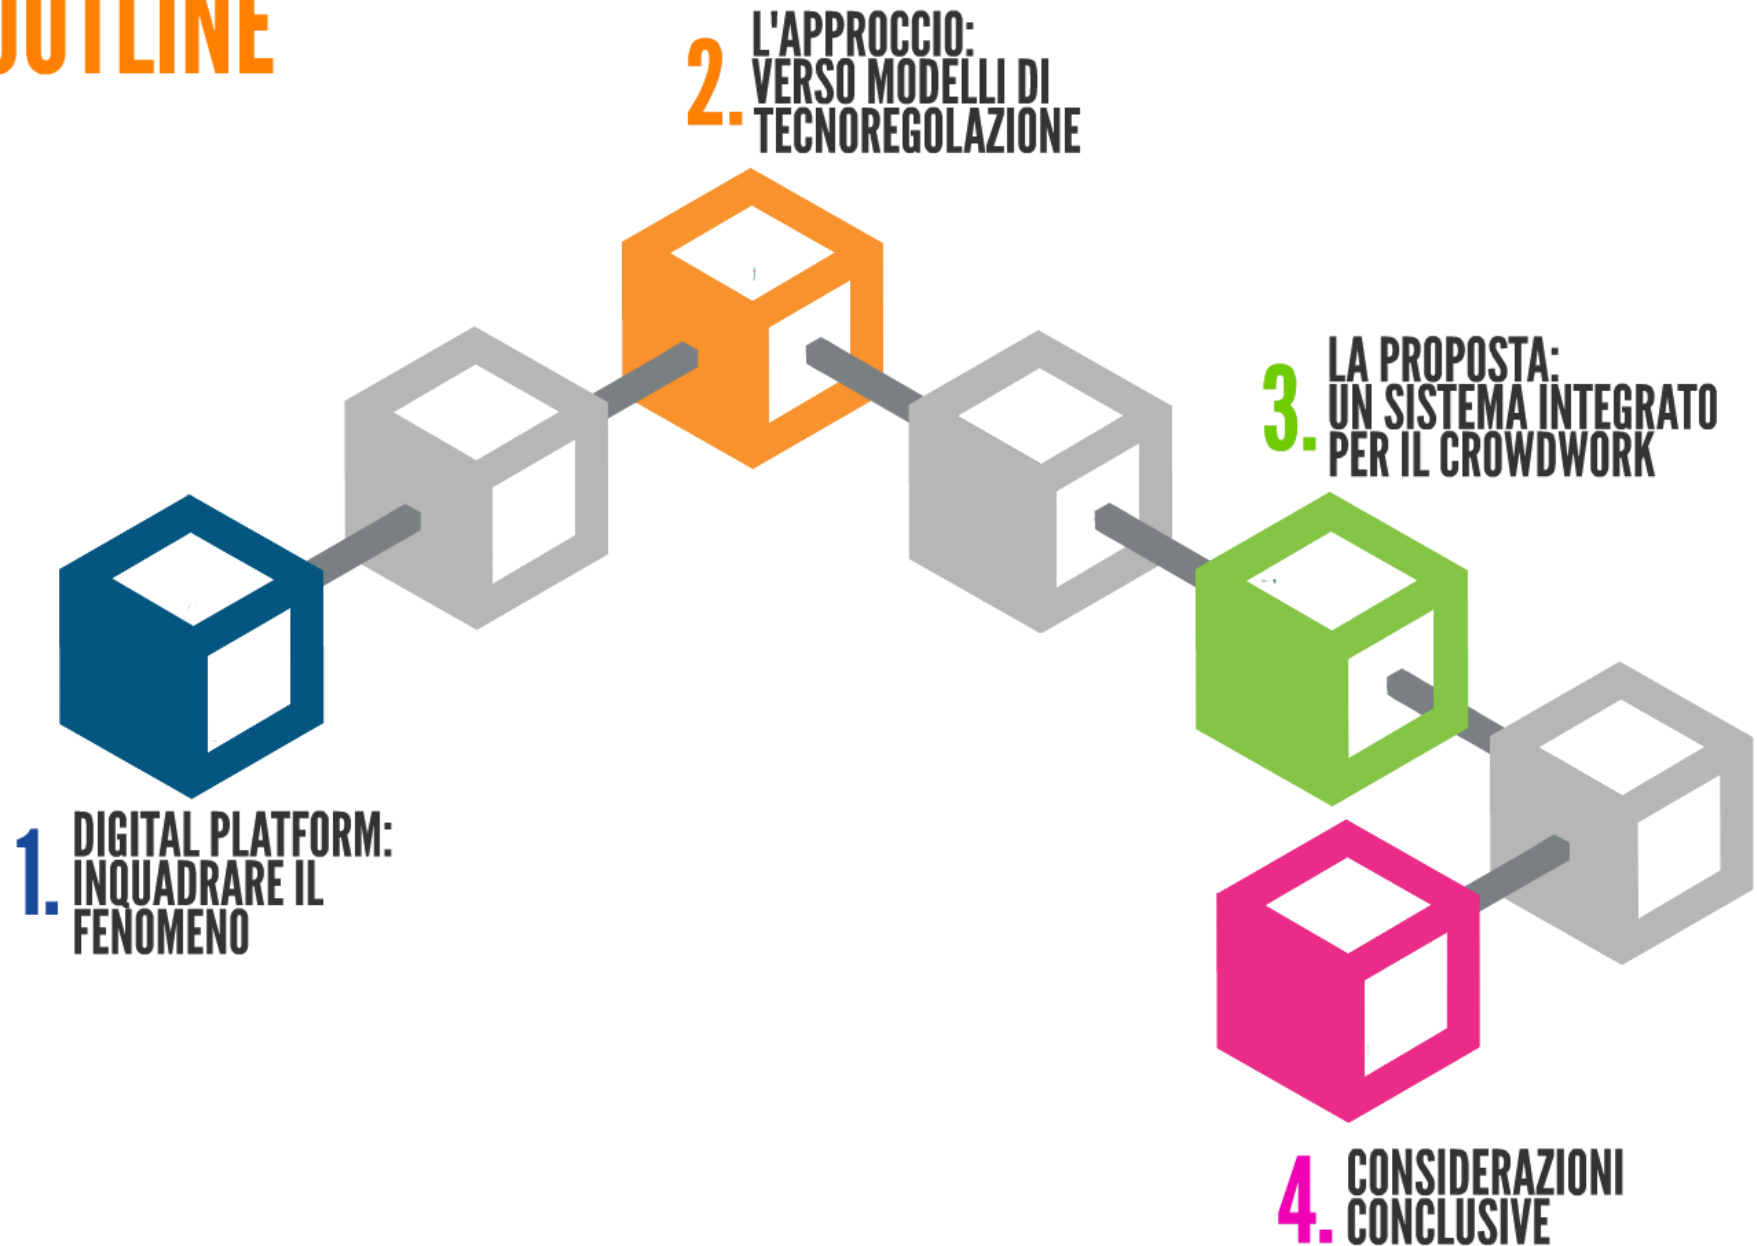 OUTLINE
2. L'APPROCCIO:
VERSO MODELLI DI
TECNOREGOLAZIONE
3. LA PROPOSTA:
UN SISTEMA INTEGRATO
PER IL CROWDWORK
1. DIGITAL PLATFORM:
INQUADRARE IL
FENOMENO
4. CONSIDERAZIONI
CONCLUSIVE